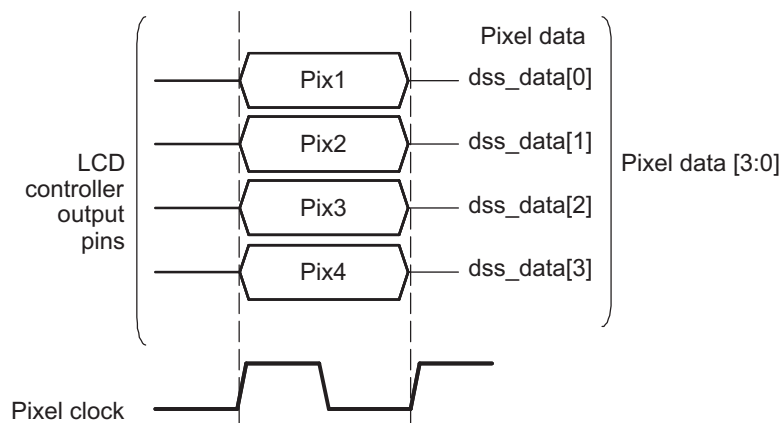 Pixel data
Pix1
dss_data[0]
Pix2
dss_data[1]
LCD
controller
output
pins
Pixel data [3:0]
Pix3
dss_data[2]
Pix4
dss_data[3]
Pixel clock